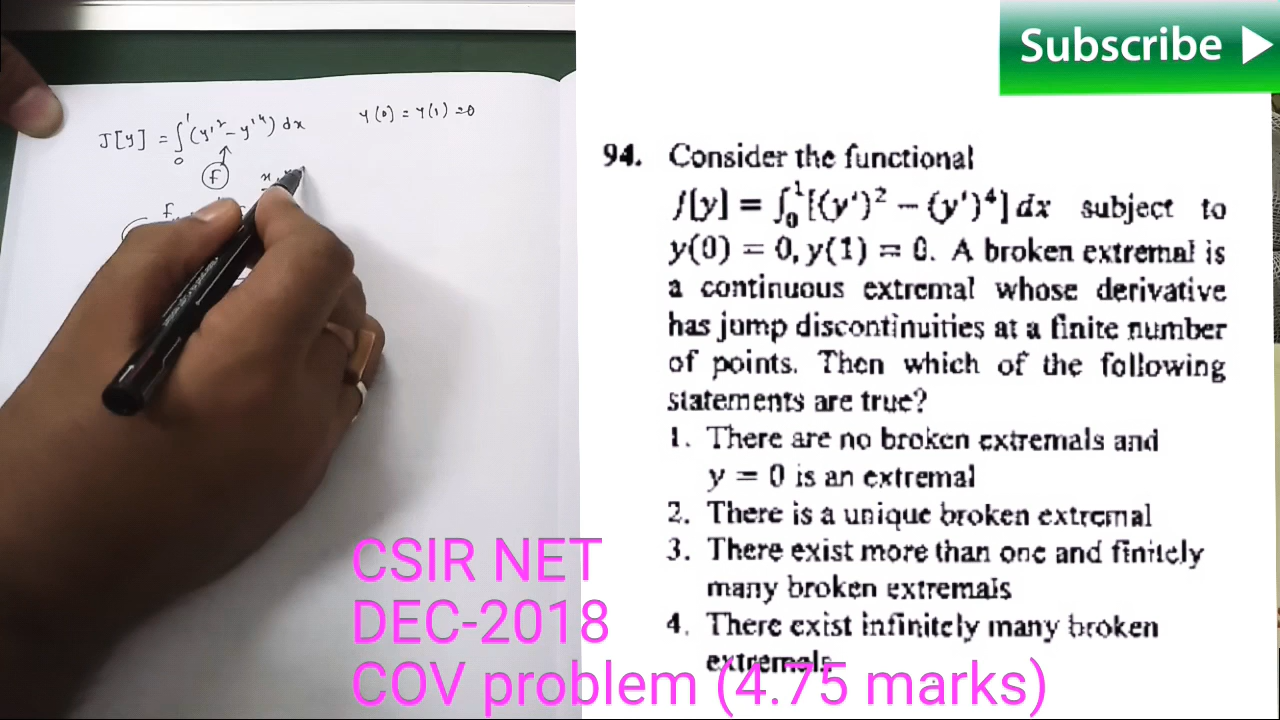 Subscribe
J[y] = ∫₀¹ (y'² - y'⁴) dx y(0) = y(1) = 0
F
94. Consider the functional
J[y] = ∫₀¹ [(y')² − (y')⁴] dx subject to
y(0) = 0, y(1) = 0. A broken extremal is
a continuous extremal whose derivative
has jump discontinuities at a finite number
of points. Then which of the following
statements are true?
1. There are no broken extremals and
y = 0 is an extremal
2. There is a unique broken extremal
3. There exist more than one and finitely
many broken extremals
4. There exist infinitely many broken
extremals
CSIR NET
DEC-2018
COV problem (4.75 marks)